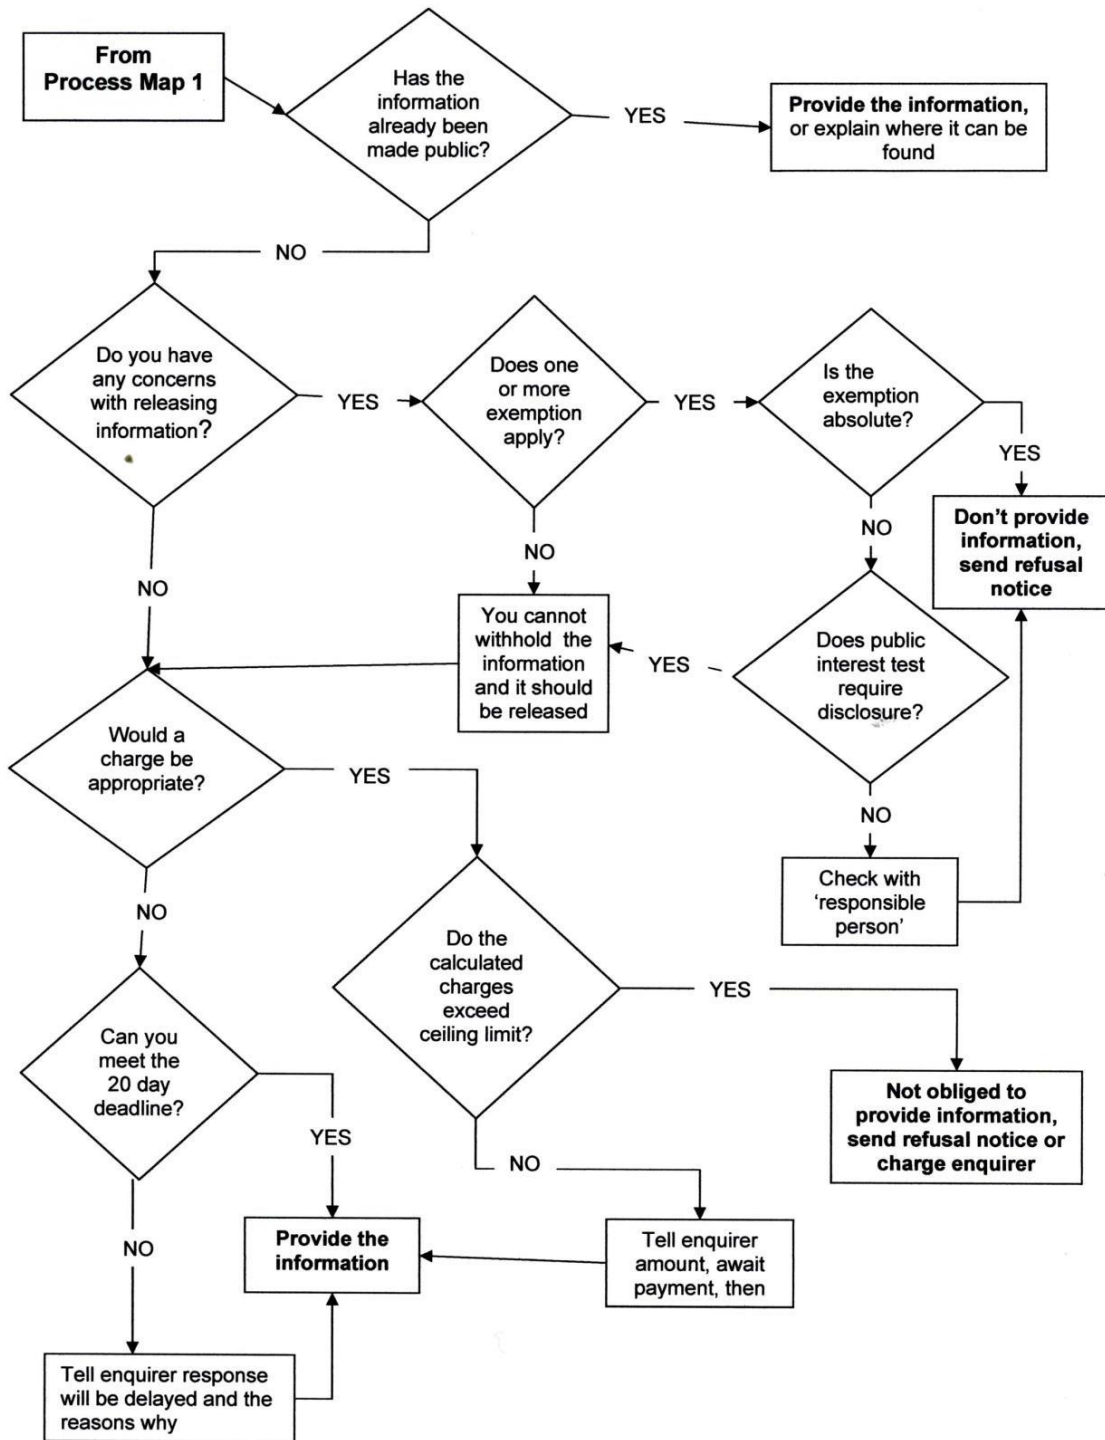 From
Process Map 1
Has the
information
already been
made public?
YES
Provide the information,
or explain where it can be
found
NO
Do you have
any concerns
with releasing
information?
YES
Does one
or more
exemption
apply?
YES
Is the
exemption
absolute?
YES
Don't provide
information,
send refusal
notice
NO
NO
NO
You cannot
withhold the
information
and it should
be released
YES
Does public
interest test
require
disclosure?
Would a
charge be
appropriate?
YES
NO
Check with
‘responsible
person’
NO
Do the
calculated
charges
exceed
ceiling limit?
YES
Can you
meet the
20 day
deadline?
YES
Not obliged to
provide information,
send refusal notice or
charge enquirer
NO
NO
Provide the
information
Tell enquirer
amount, await
payment, then
Tell enquirer response
will be delayed and the
reasons why